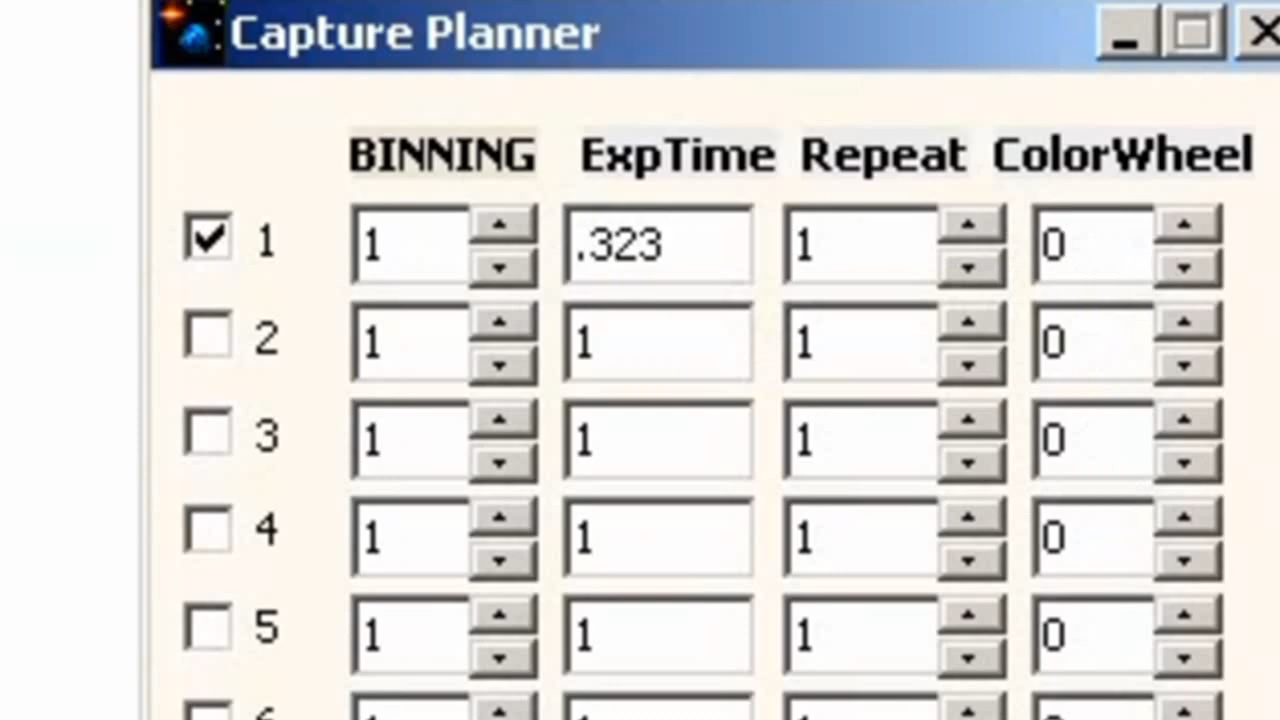 Capture Planner
BINNING ExpTime Repeat ColorWheel
1 1 .323 1 0
2 1 1 1 0
3 1 1 1 0
4 1 1 1 0
5 1 1 1 0